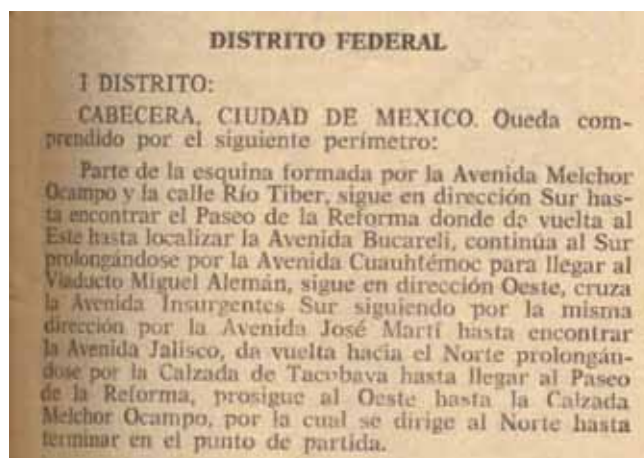 DISTRITO FEDERAL
I DISTRITO:
CABECERA, CIUDAD DE MEXICO. Queda com-
prendido por el siguiente perímetro:
Parte de la esquina formada por la Avenida Melchor
Ocampo y la calle Río Tiber, sigue en dirección Sur has-
ta encontrar el Paseo de la Reforma donde da vuelta al
Este hasta localizar la Avenida Bucareli, continúa al Sur
prolongándose por la Avenida Cuauhtémoc para llegar al
Viaducto Miguel Alemán, sigue en dirección Oeste, cruza
la Avenida Insurgentes Sur siguiendo por la misma
dirección por la Avenida José Martí hasta encontrar
la Avenida Jalisco, da vuelta hacia el Norte prolongán-
dose por la Calzada de Tacubaya hasta llegar al Paseo
de la Reforma, prosigue al Oeste hasta la Calzada
Melchor Ocampo, por la cual se dirige al Norte hasta
terminar en el punto de partida.